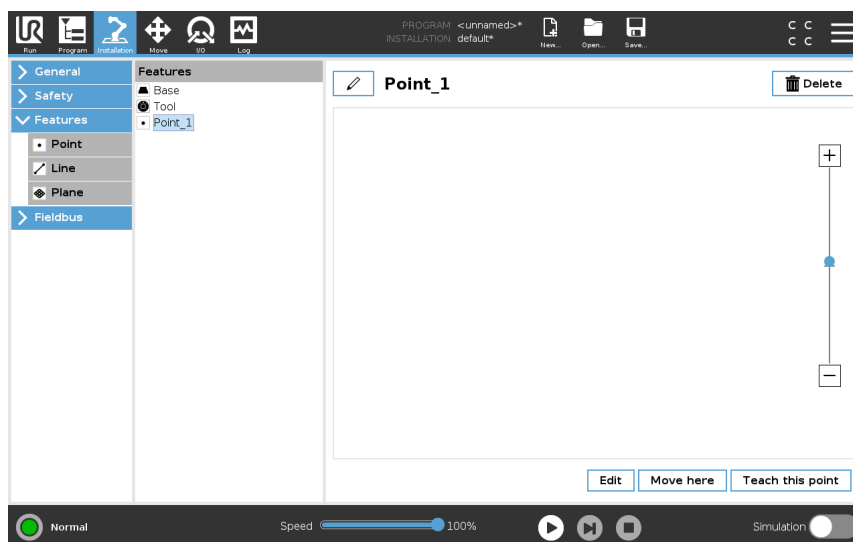 PROGRAM <unnamed>*
INSTALLATION default*
UR
Run Program Installation Move I/O Log
New... Open... Save...
C C
C C
General
Safety
Features
Point
Line
Plane
Fieldbus
Features
Base
Tool
Point_1
Point_1
Delete
Edit Move here Teach this point
Normal
Speed 100%
Simulation